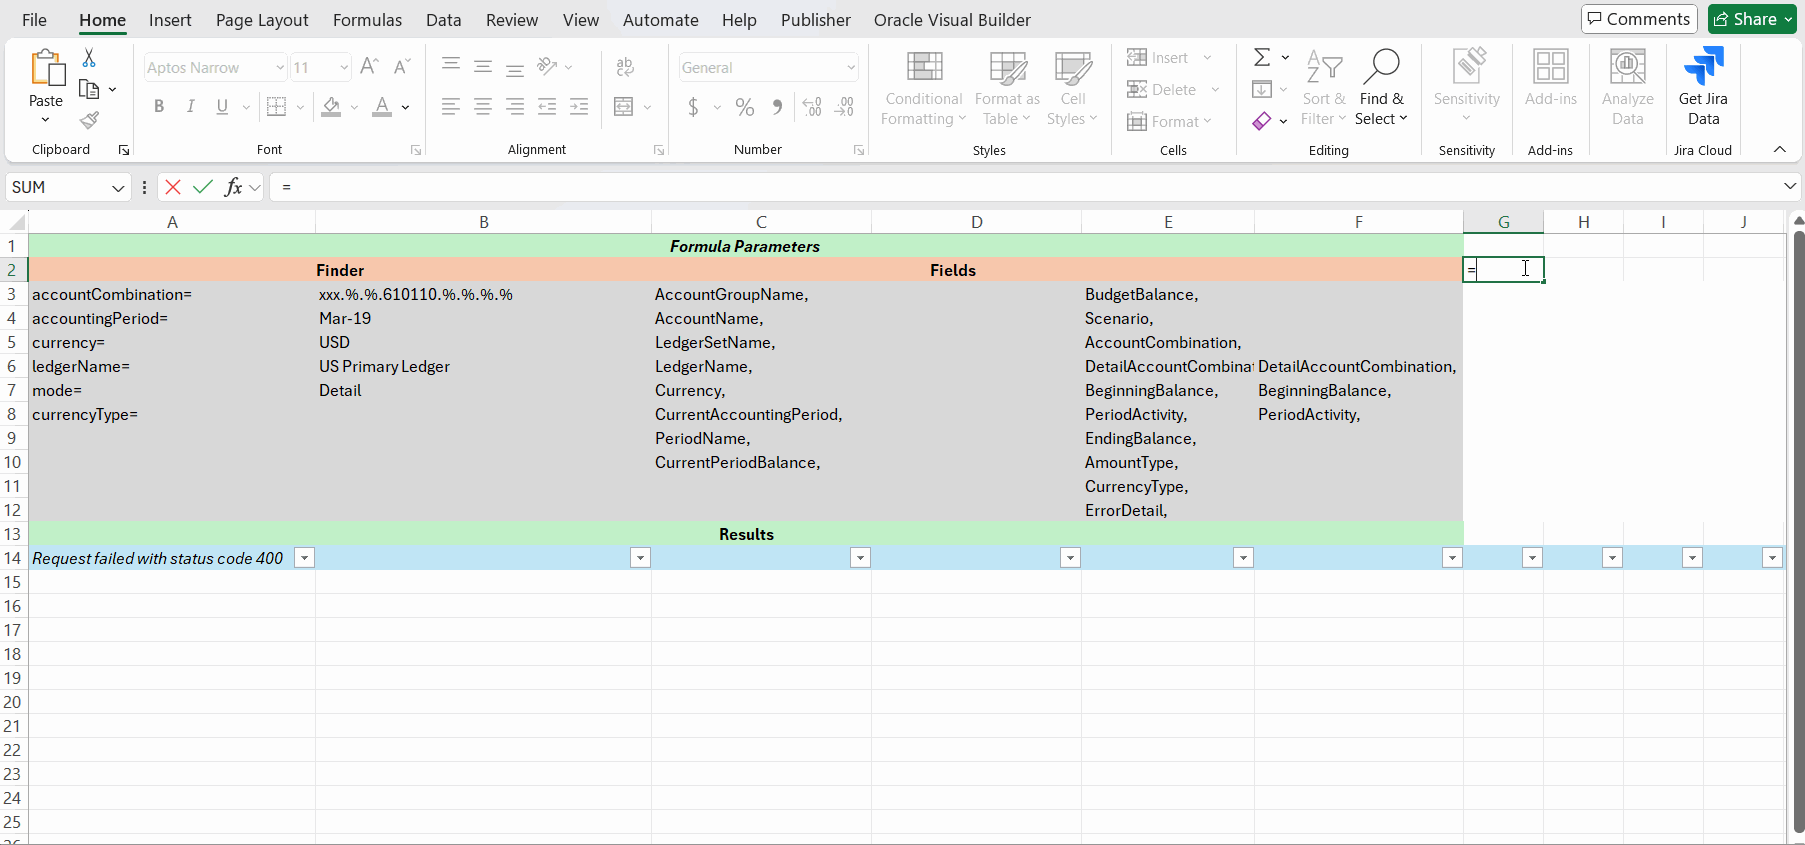 File Home Insert Page Layout Formulas Data Review View Automate Help Publisher Oracle Visual Builder Comments Share
Paste
Clipboard
Aptos Narrow 11 A A
B I U A
Font
ab
Alignment
General
$ % 9 .00
Number
Conditional Formatting
Format as Table
Cell Styles
Styles
Insert
Delete
Format
Cells
Σ
Sort & Filter
Find & Select
Editing
Sensitivity
Sensitivity
Add-ins
Add-ins
Analyze Data
Get Jira Data
Jira Cloud
SUM fx =
A B C D E F G H I J
1 Formula Parameters
2 Finder Fields =
3 accountCombination= xxx.%.%.610110.%.%.%.% AccountGroupName, BudgetBalance,
4 accountingPeriod= Mar-19 AccountName, Scenario,
5 currency= USD LedgerSetName, AccountCombination,
6 ledgerName= US Primary Ledger LedgerName, DetailAccountCombinat DetailAccountCombination,
7 mode= Detail Currency, BeginningBalance, BeginningBalance,
8 currencyType= CurrentAccountingPeriod, PeriodActivity, PeriodActivity,
9 PeriodName, EndingBalance,
10 CurrentPeriodBalance, AmountType,
11 CurrencyType,
12 ErrorDetail,
13 Results
14 Request failed with status code 400
15
16
17
18
19
20
21
22
23
24
25